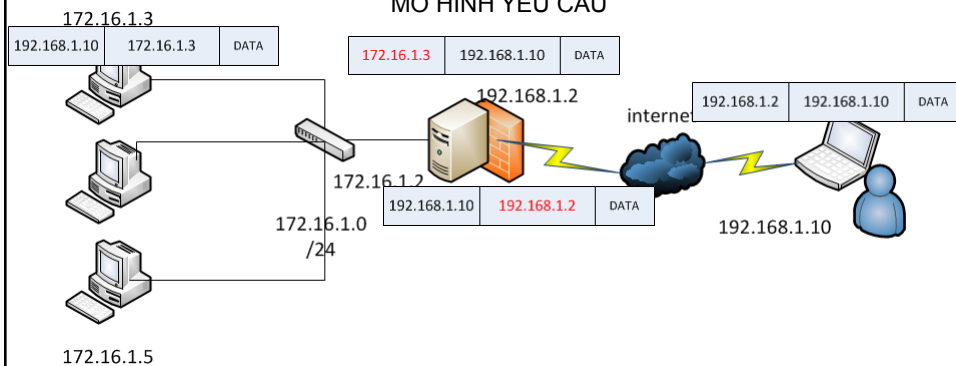 MÔ HÌNH YÊU CẦU
172.16.1.3
192.168.1.10 172.16.1.3 DATA
172.16.1.3 192.168.1.10 DATA
192.168.1.2
internet
192.168.1.2 192.168.1.10 DATA
172.16.1.2
192.168.1.10 192.168.1.2 DATA
172.16.1.0
/24
192.168.1.10
172.16.1.5